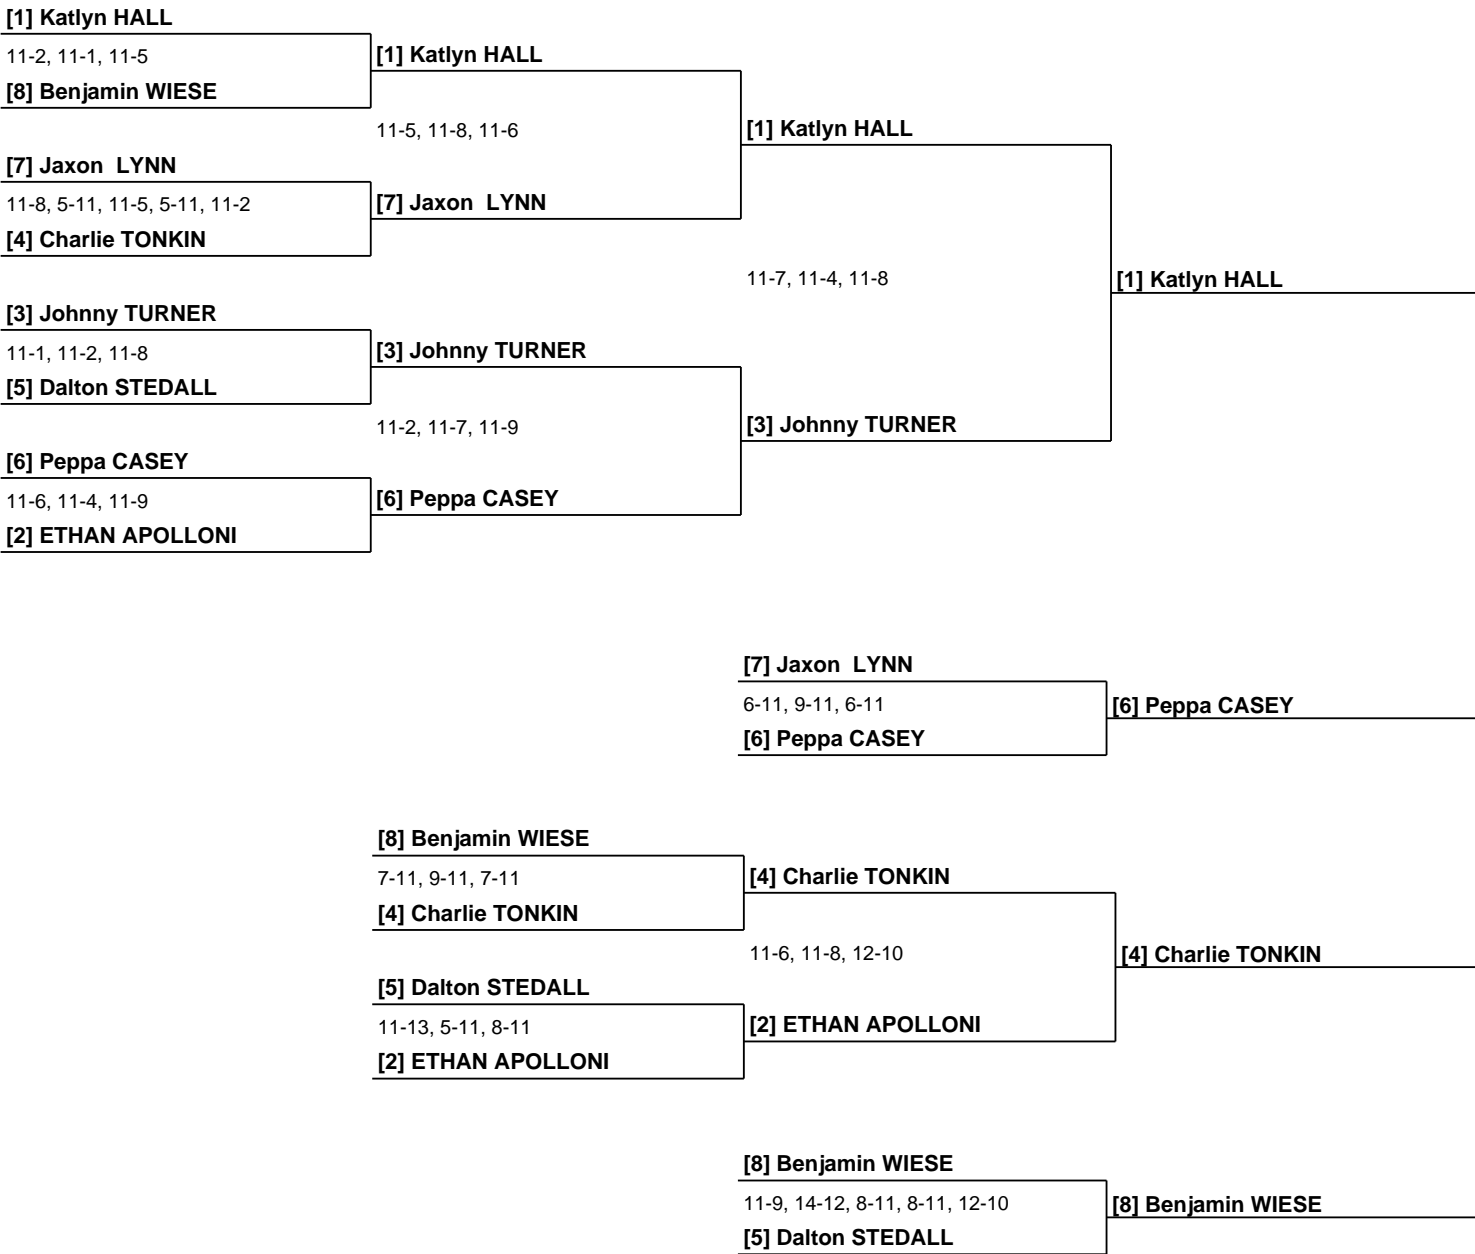 [1] Katlyn HALL
11-2, 11-1, 11-5
[1] Katlyn HALL
[8] Benjamin WIESE
11-5, 11-8, 11-6
[1] Katlyn HALL
[7] Jaxon  LYNN
11-8, 5-11, 11-5, 5-11, 11-2
[7] Jaxon  LYNN
[4] Charlie TONKIN
11-7, 11-4, 11-8
[1] Katlyn HALL
[3] Johnny TURNER
11-1, 11-2, 11-8
[3] Johnny TURNER
[5] Dalton STEDALL
11-2, 11-7, 11-9
[3] Johnny TURNER
[6] Peppa CASEY
11-6, 11-4, 11-9
[6] Peppa CASEY
[2] ETHAN APOLLONI
[7] Jaxon  LYNN
6-11, 9-11, 6-11
[6] Peppa CASEY
[6] Peppa CASEY
[8] Benjamin WIESE
7-11, 9-11, 7-11
[4] Charlie TONKIN
[4] Charlie TONKIN
11-6, 11-8, 12-10
[4] Charlie TONKIN
[5] Dalton STEDALL
11-13, 5-11, 8-11
[2] ETHAN APOLLONI
[2] ETHAN APOLLONI
[8] Benjamin WIESE
11-9, 14-12, 8-11, 8-11, 12-10
[8] Benjamin WIESE
[5] Dalton STEDALL